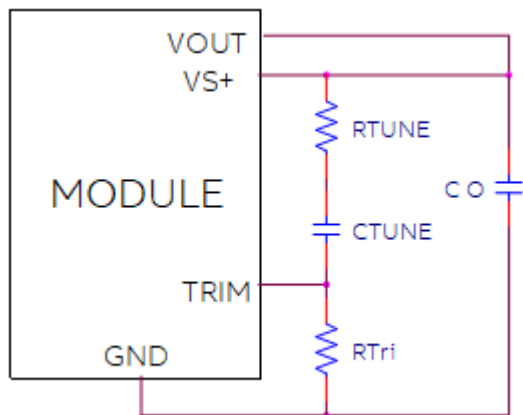 VOUT
VS+
RTUNE
MODULE
C O
CTUNE
TRIM
RTri
GND